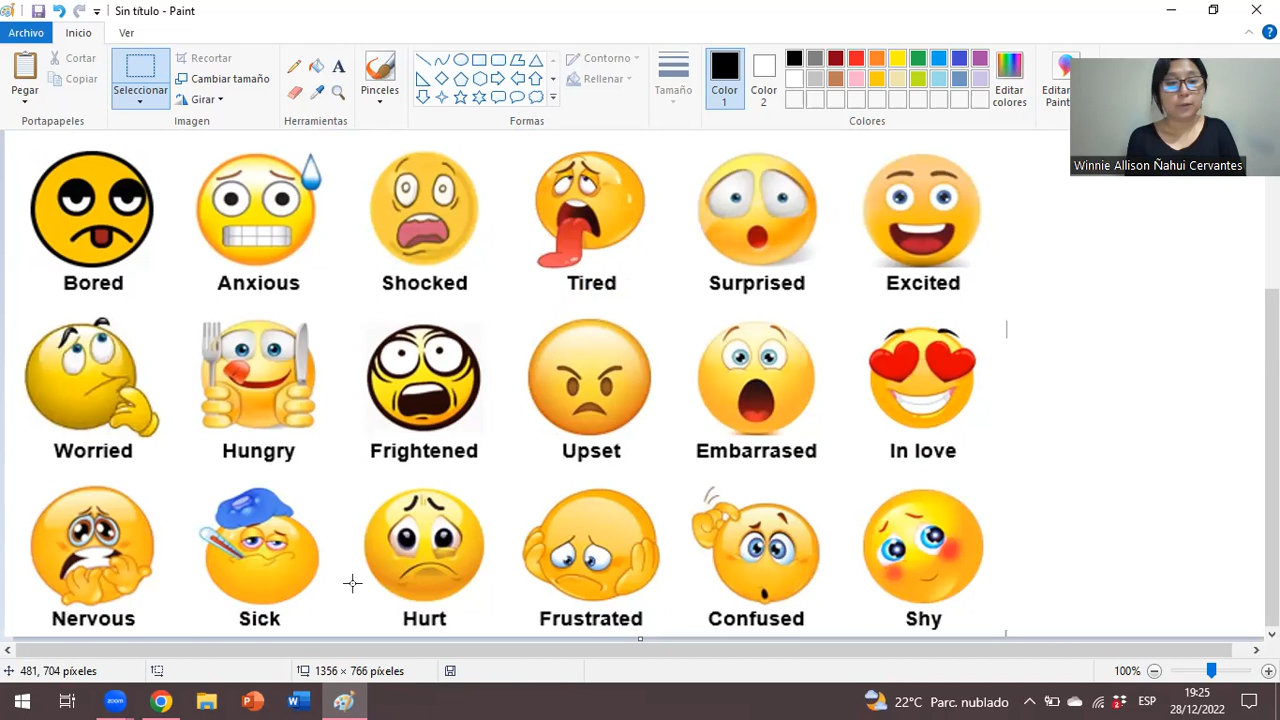 Sin título - Paint
Archivo Inicio Ver
Pegar
Cortar
Copiar
Portapapeles
Seleccionar
Recortar
Cambiar tamaño
Girar
Imagen
A
Herramientas
Pinceles
Formas
Contorno
Rellenar
Tamaño
Color 1
Color 2
Editar colores
Colores
Editar
Paint
Winnie Allison Ñahui Cervantes
Bored Anxious Shocked Tired Surprised Excited
Worried Hungry Frightened Upset Embarrased In love
Nervous Sick Hurt Frustrated Confused Shy
481, 704 píxeles
1356 × 766 píxeles
100%
zoom
22°C Parc. nublado
ESP
19:25
28/12/2022